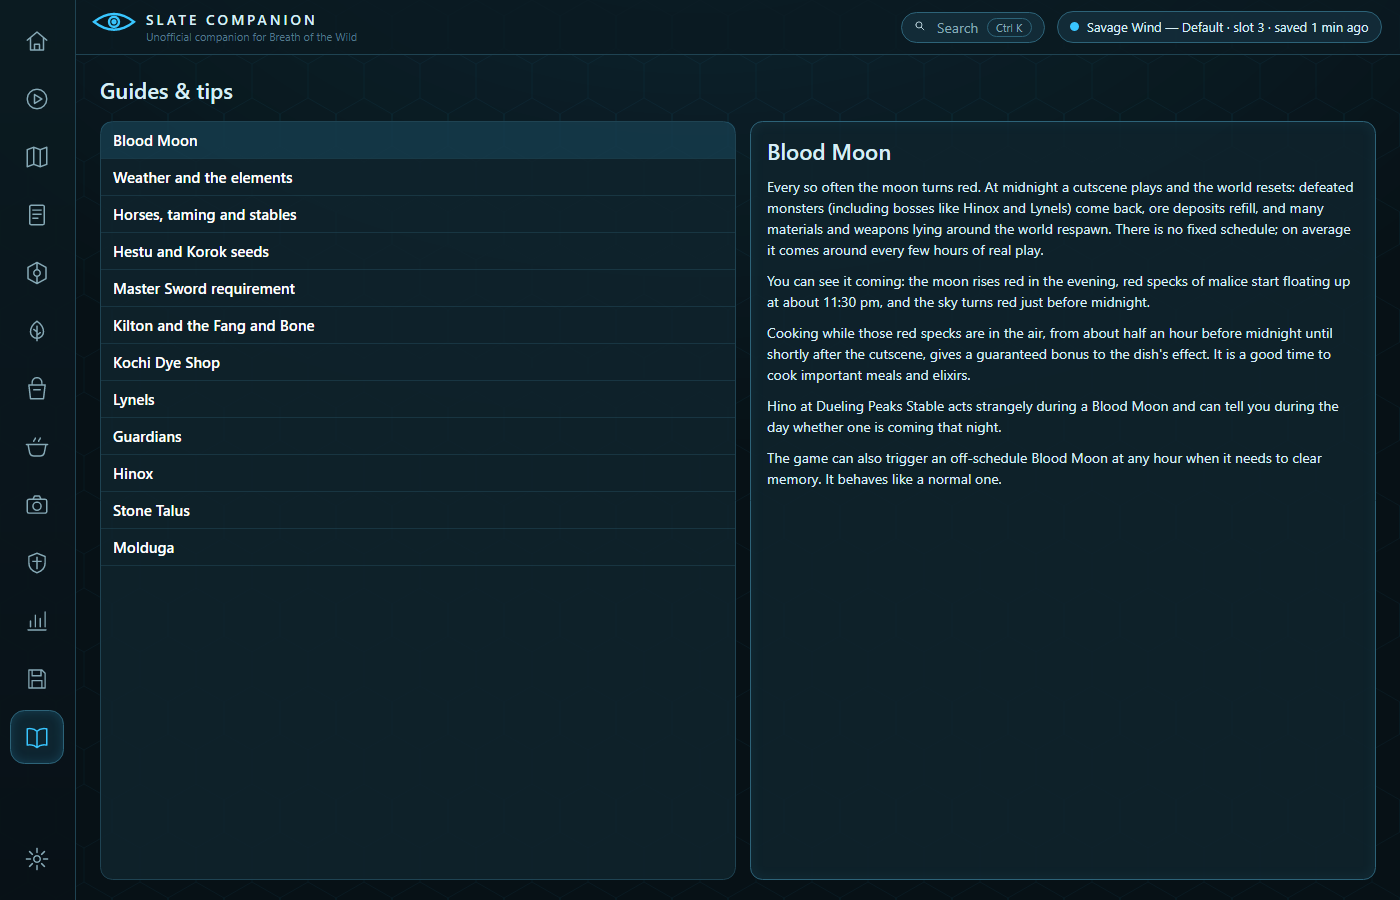 SLATE COMPANION
Unofficial companion for Breath of the Wild
Search Ctrl K
Savage Wind — Default · slot 3 · saved 1 min ago
Guides & tips
Blood Moon
Weather and the elements
Horses, taming and stables
Hestu and Korok seeds
Master Sword requirement
Kilton and the Fang and Bone
Kochi Dye Shop
Lynels
Guardians
Hinox
Stone Talus
Molduga
Blood Moon
Every so often the moon turns red. At midnight a cutscene plays and the world resets: defeated
monsters (including bosses like Hinox and Lynels) come back, ore deposits refill, and many
materials and weapons lying around the world respawn. There is no fixed schedule; on average
it comes around every few hours of real play.
You can see it coming: the moon rises red in the evening, red specks of malice start floating up
at about 11:30 pm, and the sky turns red just before midnight.
Cooking while those red specks are in the air, from about half an hour before midnight until
shortly after the cutscene, gives a guaranteed bonus to the dish's effect. It is a good time to
cook important meals and elixirs.
Hino at Dueling Peaks Stable acts strangely during a Blood Moon and can tell you during the
day whether one is coming that night.
The game can also trigger an off-schedule Blood Moon at any hour when it needs to clear
memory. It behaves like a normal one.